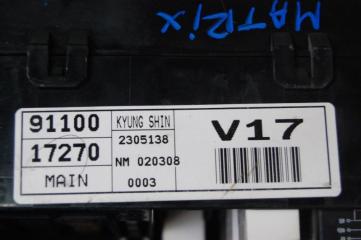 MATRix
91100
17270
MAIN
KYUNG SHIN
2305138
NM 020308
0003
V17